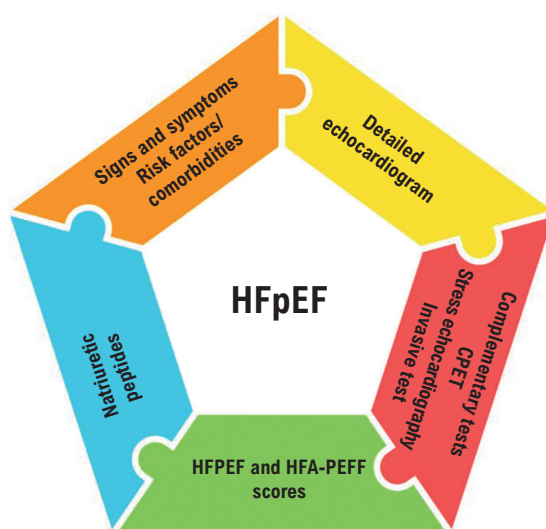 Signs and symptoms
Risk factors/
comorbidities
Detailed
echocardiogram
HFpEF
Natriuretic
peptides
Complementary tests
CPET
Stress echocardiography
Invasive test
HFPEF and HFA-PEFF
scores